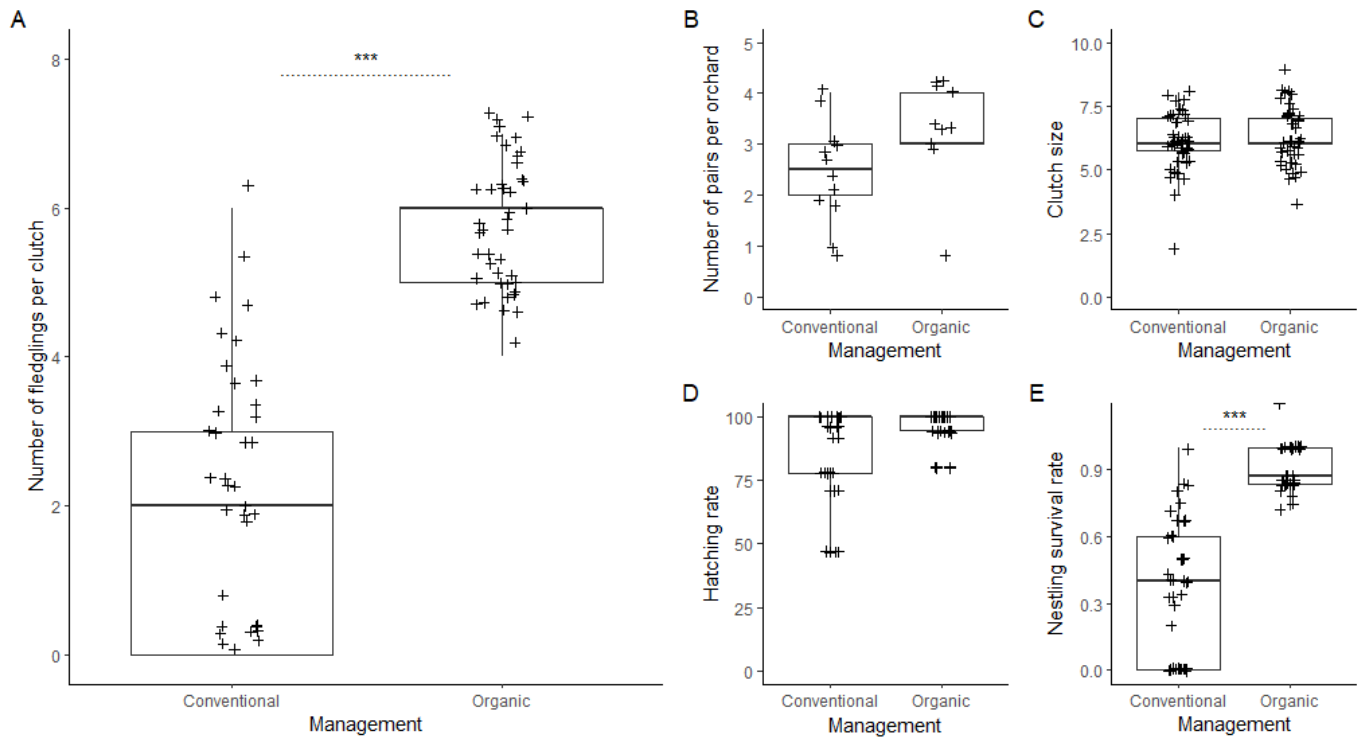 A
***
8
6
4
2
0
Number of fledglings per clutch
Conventional
Organic
Management
B
5
4
3
2
1
0
Number of pairs per orchard
Conventional
Organic
Management
C
10.0
7.5
5.0
2.5
0.0
Clutch size
Conventional
Organic
Management
D
100
75
50
25
0
Hatching rate
Conventional
Organic
Management
E
***
0.9
0.6
0.3
0.0
Nestling survival rate
Conventional
Organic
Management